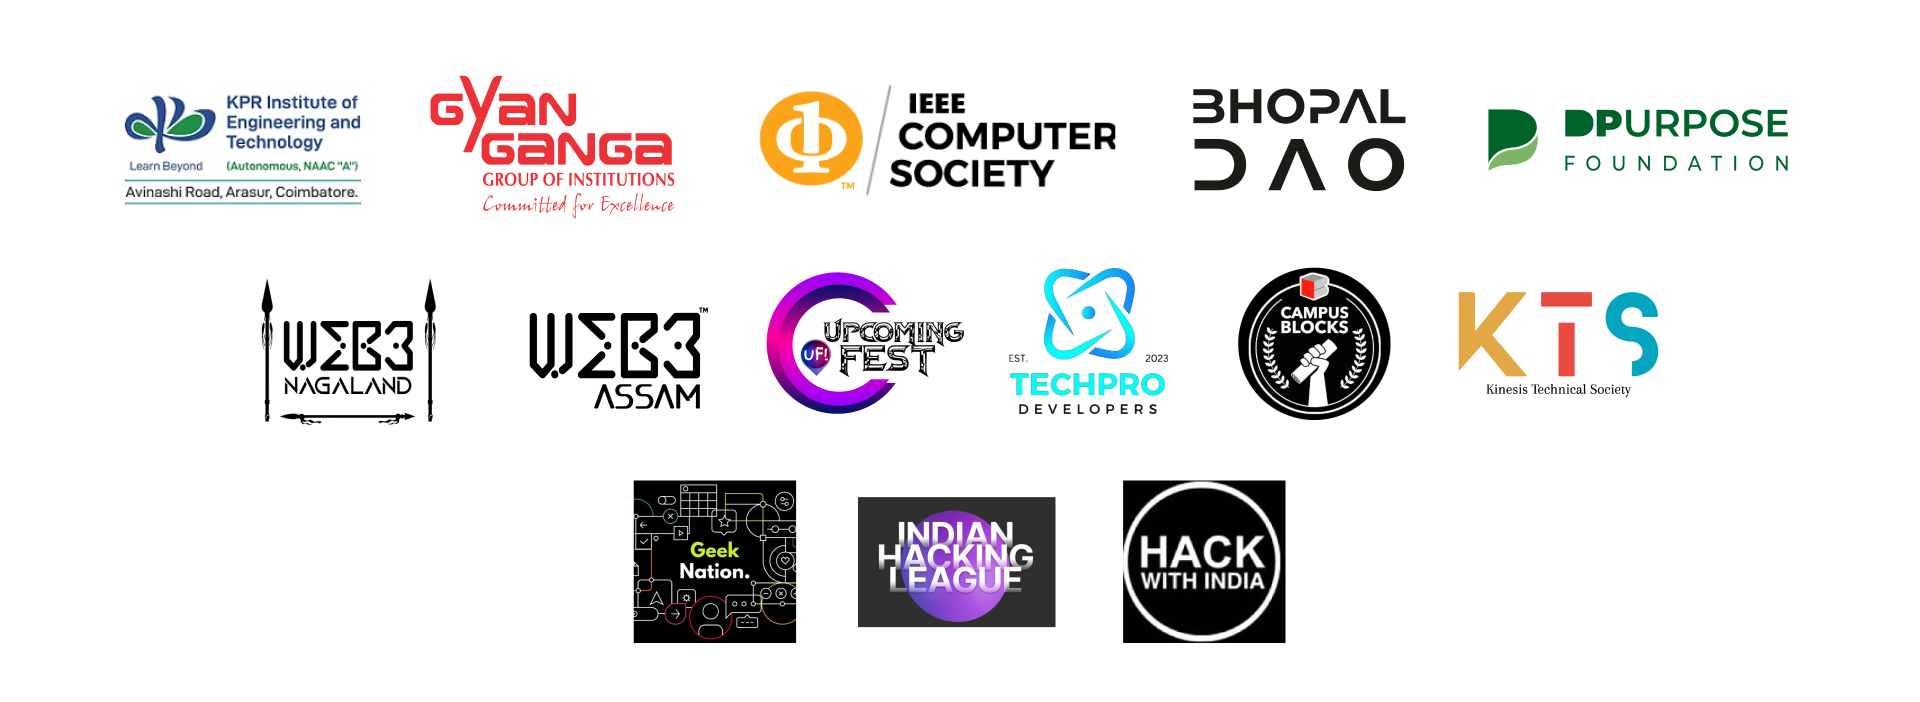 KPR Institute of
Engineering and
Technology
Learn Beyond (Autonomous, NAAC "A")
Avinashi Road, Arasur, Coimbatore.
GYAN
GANGA
GROUP OF INSTITUTIONS
Committed for Excellence
IEEE
COMPUTER
SOCIETY
TM
BHOPAL
DAO
DPURPOSE
FOUNDATION
WEB3
NAGALAND
WEB3
TM
ASSAM
UPCOMING
UF!
FEST
EST. 2023
TECHPRO
DEVELOPERS
CAMPUS
BLOCKS
KTS
Kinesis Technical Society
Geek
Nation.
INDIAN
HACKING
LEAGUE
HACK
WITH INDIA